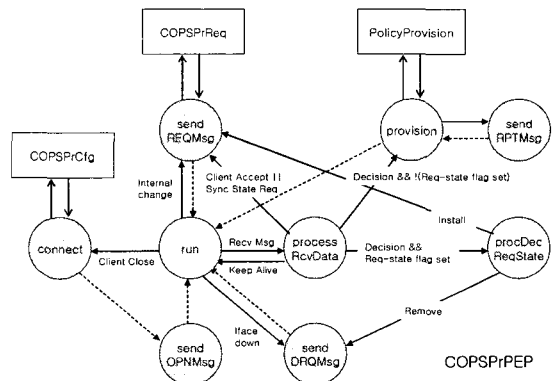 COPSPrReq
PolicyProvision
send
REQMsg
provision
send
RPTMsg
COPSPrCfg
Internal
change
Client Accept ||
Sync State Req
Decision && !(Req-state flag set)
Install
connect
Client Close
run
Recv Msg
Keep Alive
process
RcvData
Decision &&
Req-state flag set
procDec
ReqState
Iface
down
Remove
send
OPNMsg
send
DRQMsg
COPSPrPEP